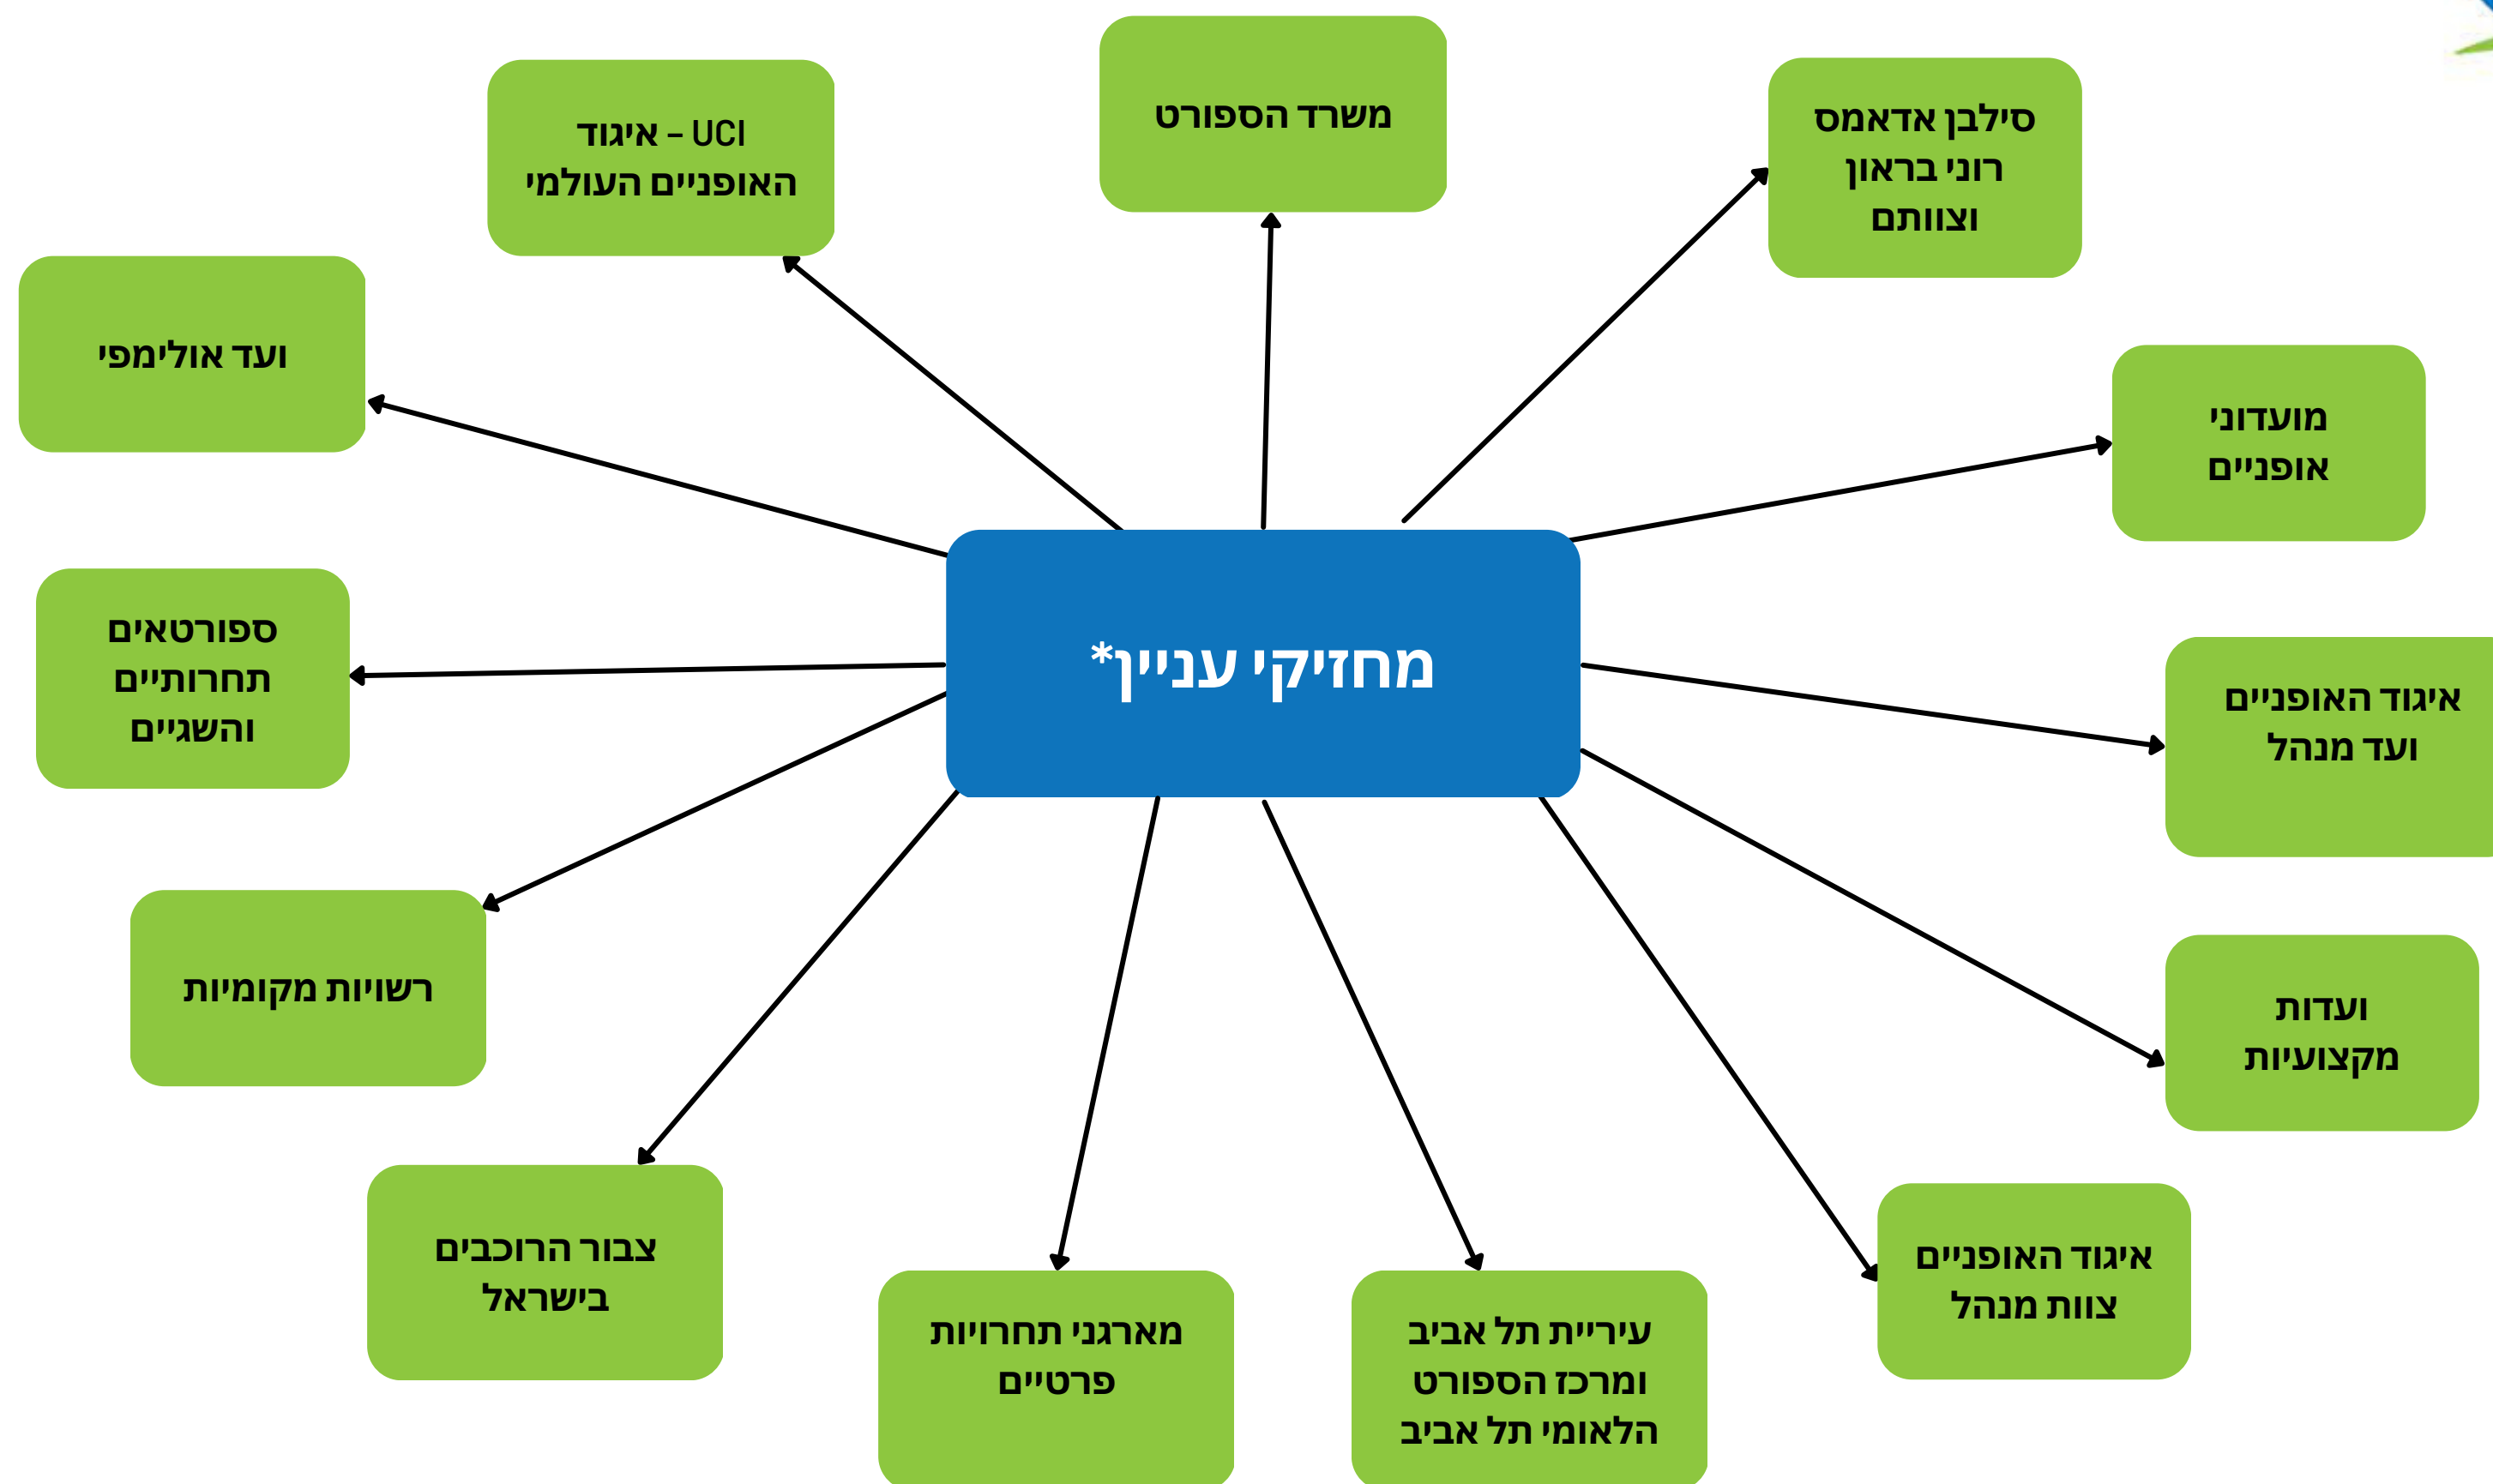 משרד הספורט
סילבן אדאמס
רוני בראון
וצוותם
מועדוני
אופניים
איגוד האופניים
ועד מנהל
ועדות
מקצועיות
איגוד האופניים
צוות מנהל
עיריית תל אביב
ומרכז הספורט
הלאומי תל אביב
מארגני תחרויות
פרטיים
צבור הרוכבים
בישראל
רשויות מקומיות
ספורטאים
תחרותיים
והשגיים
ועד אולימפי
UCI – איגוד
האופניים העולמי
מחזיקי עניין*